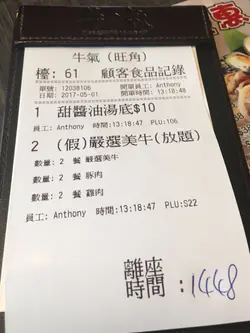 牛氣 (旺角)
檯: 61 顧客食品記錄
單號: 12038106 開單員工: Anthony
日期: 2017-05-01 開單時間: 13:18:48
1 甜醬油湯底$10
員工: Anthony 時間:13:18:47 PLU:106
2 (假)嚴選美牛(放題)
數量: 2 餐 嚴選美牛
數量: 2 餐 豚肉
數量: 2 餐 雞肉
員工: Anthony 時間:13:18:47 PLU:S22
離座
時間 :1448